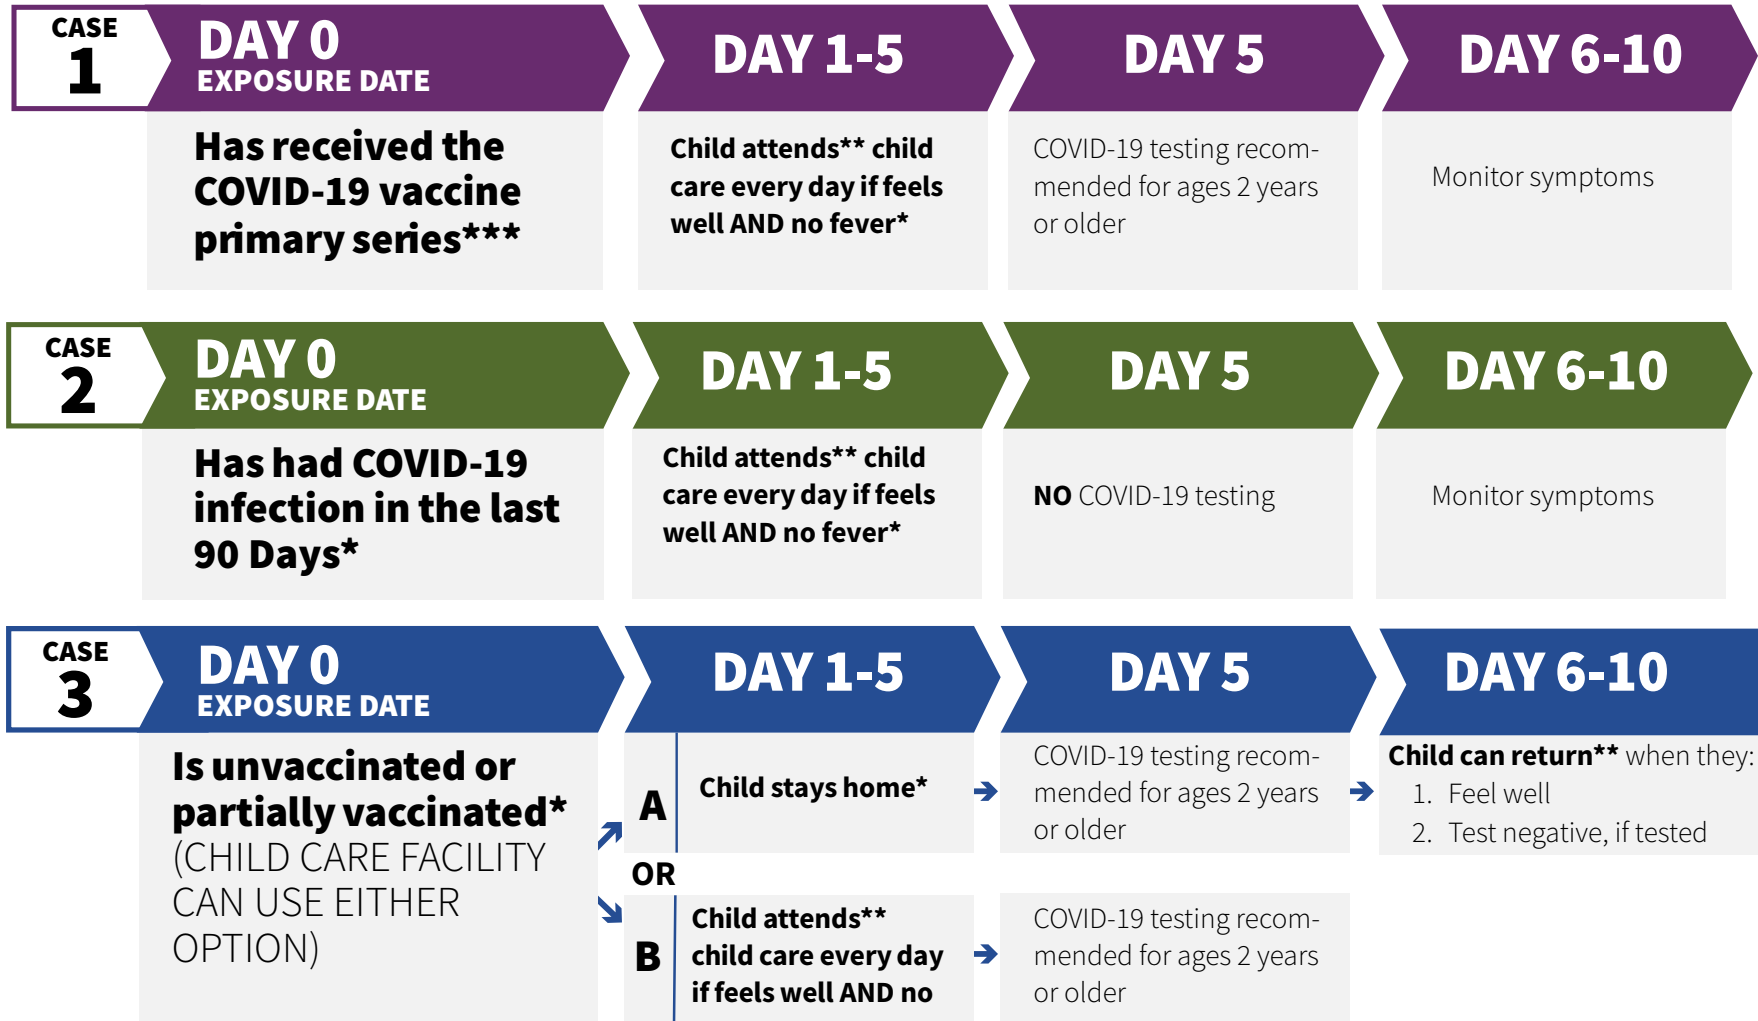 CASE
1
DAY 0
EXPOSURE DATE
DAY 1-5
DAY 5
DAY 6-10
Has received the
COVID-19 vaccine
primary series***
Child attends** child
care every day if feels
well AND no fever*
COVID-19 testing recom-
mended for ages 2 years
or older
Monitor symptoms
CASE
2
DAY 0
EXPOSURE DATE
DAY 1-5
DAY 5
DAY 6-10
Has had COVID-19
infection in the last
90 Days*
Child attends** child
care every day if feels
well AND no fever*
NO COVID-19 testing
Monitor symptoms
CASE
3
DAY 0
EXPOSURE DATE
DAY 1-5
DAY 5
DAY 6-10
Is unvaccinated or
partially vaccinated*
(CHILD CARE FACILITY
CAN USE EITHER
OPTION)
A
Child stays home*
COVID-19 testing recom-
mended for ages 2 years
or older
Child can return** when they:
1. Feel well
2. Test negative, if tested
OR
B
Child attends**
child care every day
if feels well AND no
COVID-19 testing recom-
mended for ages 2 years
or older